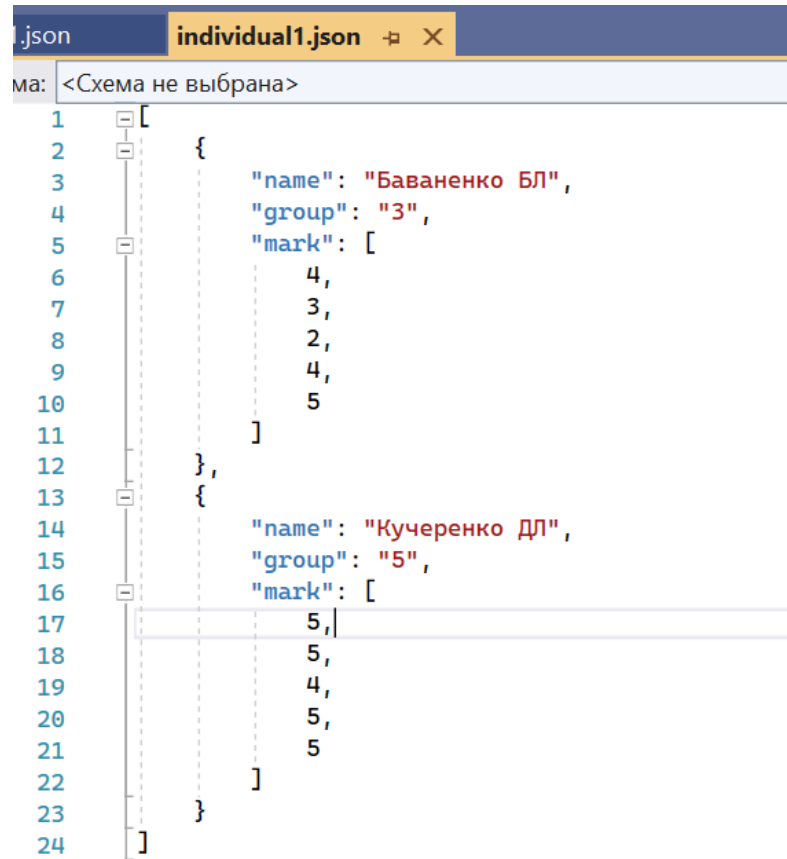 .json individual1.json
ма: <Схема не выбрана>
1 [
2 {
3 "name": "Баваненко БЛ",
4 "group": "3",
5 "mark": [
6 4,
7 3,
8 2,
9 4,
10 5
11 ]
12 },
13 {
14 "name": "Кучеренко ДЛ",
15 "group": "5",
16 "mark": [
17 5,
18 5,
19 4,
20 5,
21 5
22 ]
23 }
24 ]